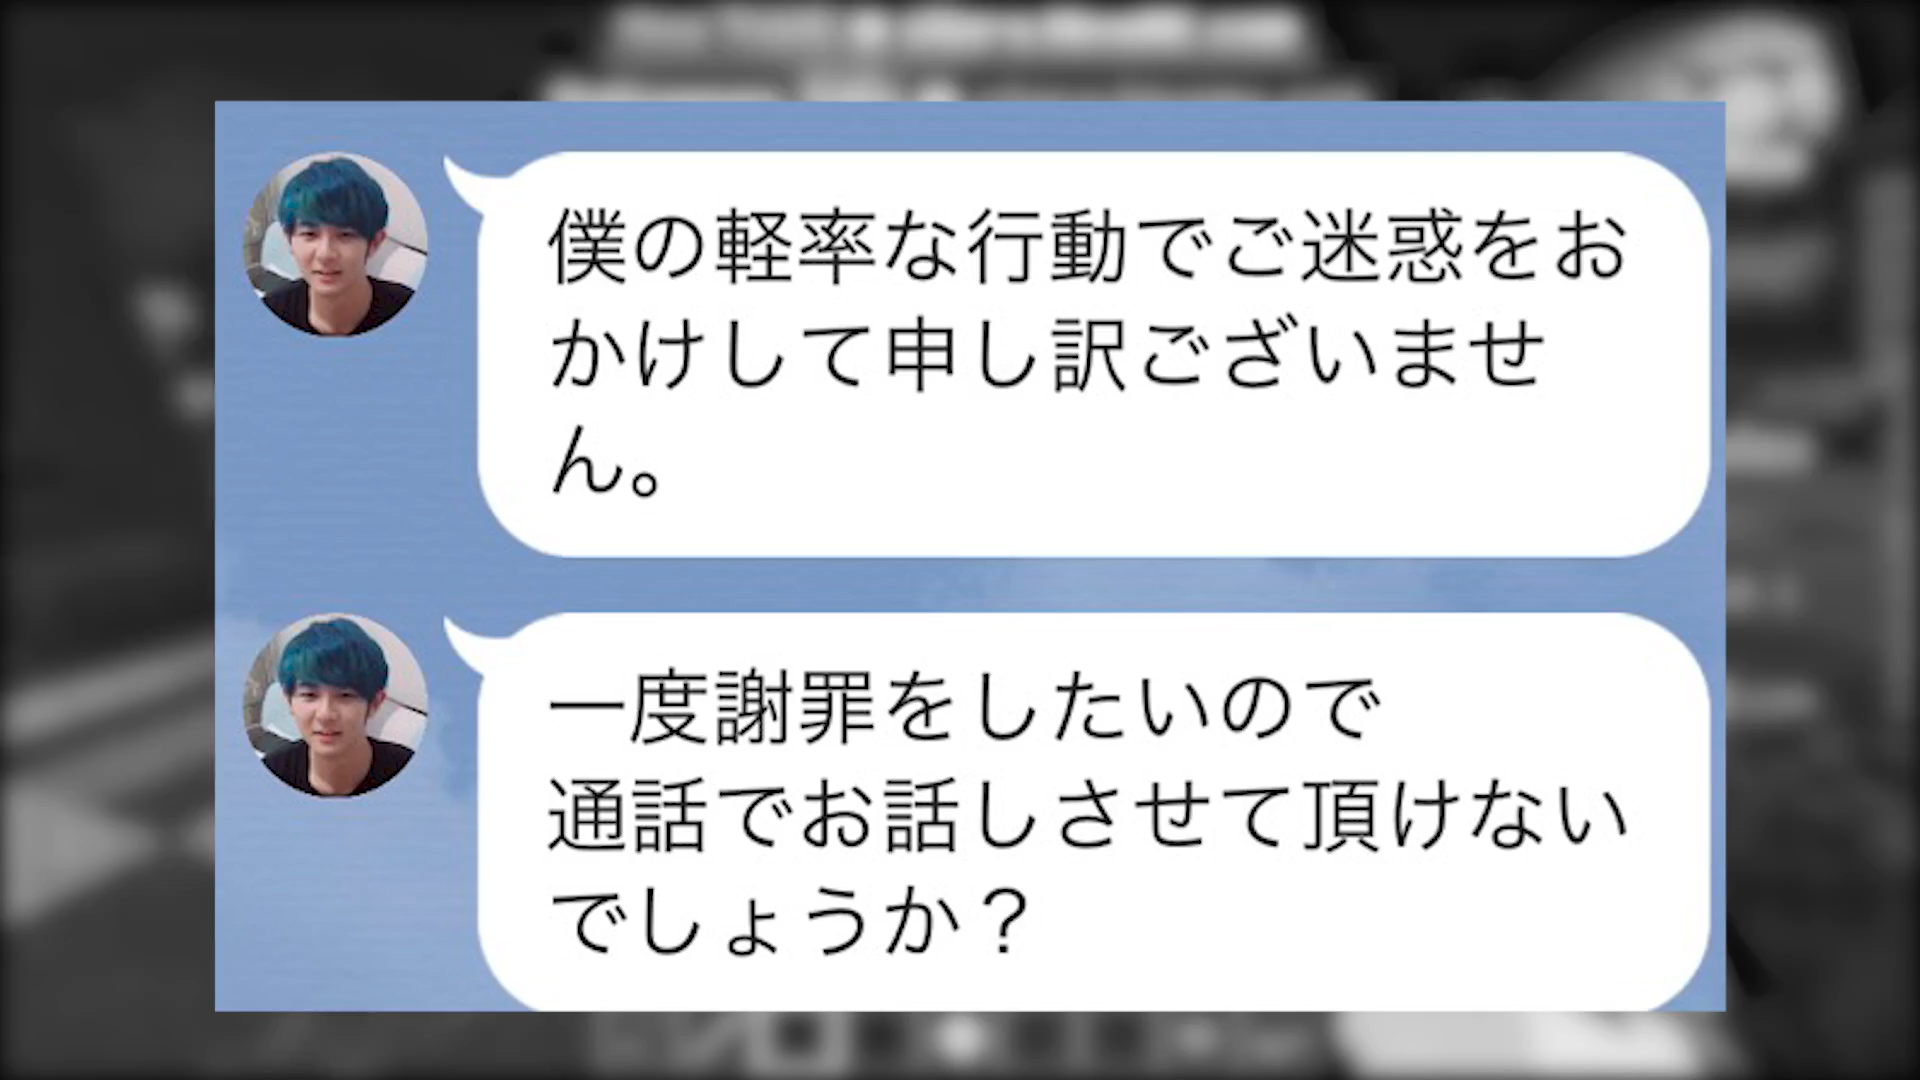 僕の軽率な行動でご迷惑をお
かけして申し訳ございませ
ん。
一度謝罪をしたいので
通話でお話しさせて頂けない
でしょうか？